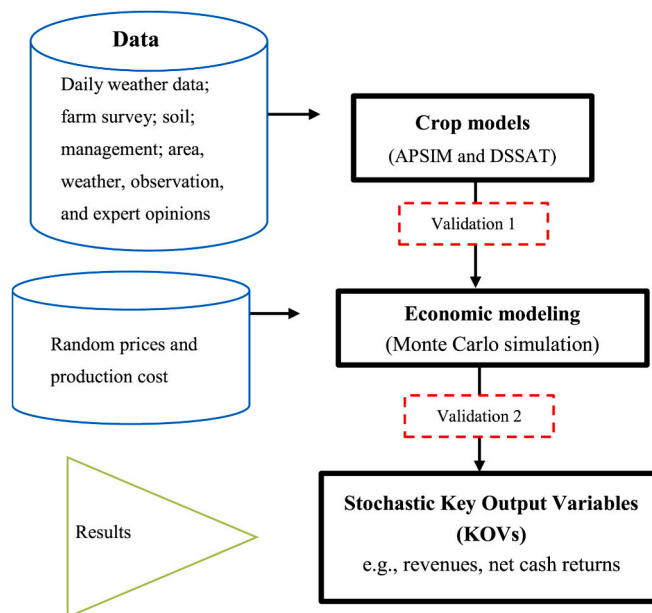 Data
Daily weather data;
farm survey; soil;
management; area,
weather, observation,
and expert opinions
Crop models
(APSIM and DSSAT)
Validation 1
Random prices and
production cost
Economic modeling
(Monte Carlo simulation)
Validation 2
Results
Stochastic Key Output Variables
(KOVs)
e.g., revenues, net cash returns